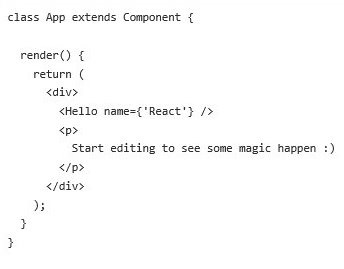 class App extends Component {
render() {
return (
<div>
<Hello name={'React'} />
<p>
Start editing to see some magic happen :)
</p>
</div>
);
}
}